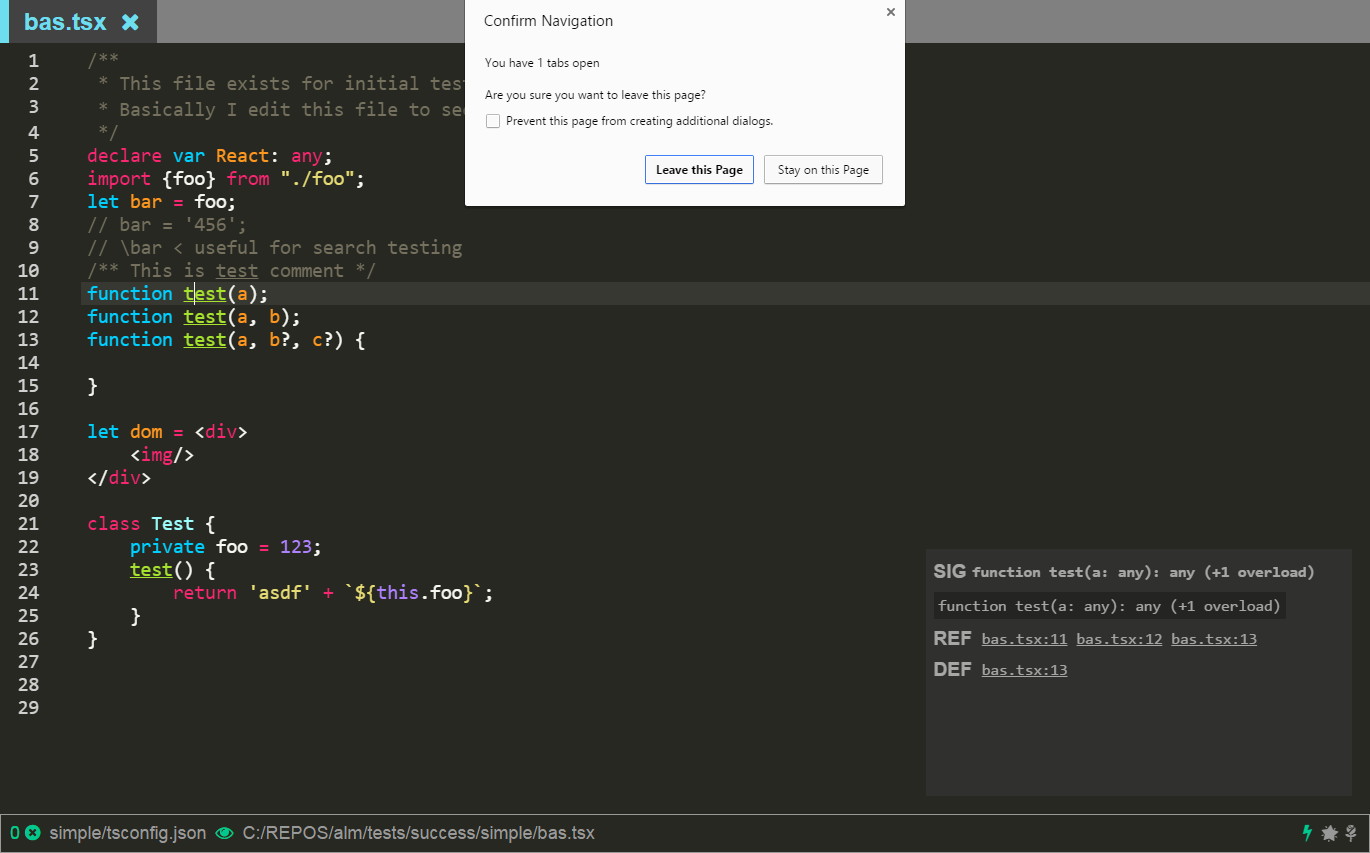 bas.tsx
Confirm Navigation
You have 1 tabs open
Are you sure you want to leave this page?
Prevent this page from creating additional dialogs.
Leave this Page
Stay on this Page
1 /**
2 * This file exists for initial
3 * Basically I edit this file to
4 */
5 declare var React: any;
6 import {foo} from "./foo";
7 let bar = foo;
8 // bar = '456';
9 // \bar < useful for search testing
10 /** This is test comment */
11 function test(a);
12 function test(a, b);
13 function test(a, b?, c?) {
14
15 }
16
17 let dom = <div>
18 <img/>
19 </div>
20
21 class Test {
22 private foo = 123;
23 test() {
24 return 'asdf' + `${this.foo}`;
25 }
26 }
27
28
29
SIG function test(a: any): any (+1 overload)
function test(a: any): any (+1 overload)
REF bas.tsx:11 bas.tsx:12 bas.tsx:13
DEF bas.tsx:13
0 simple/tsconfig.json C:/REPOS/alm/tests/success/simple/bas.tsx